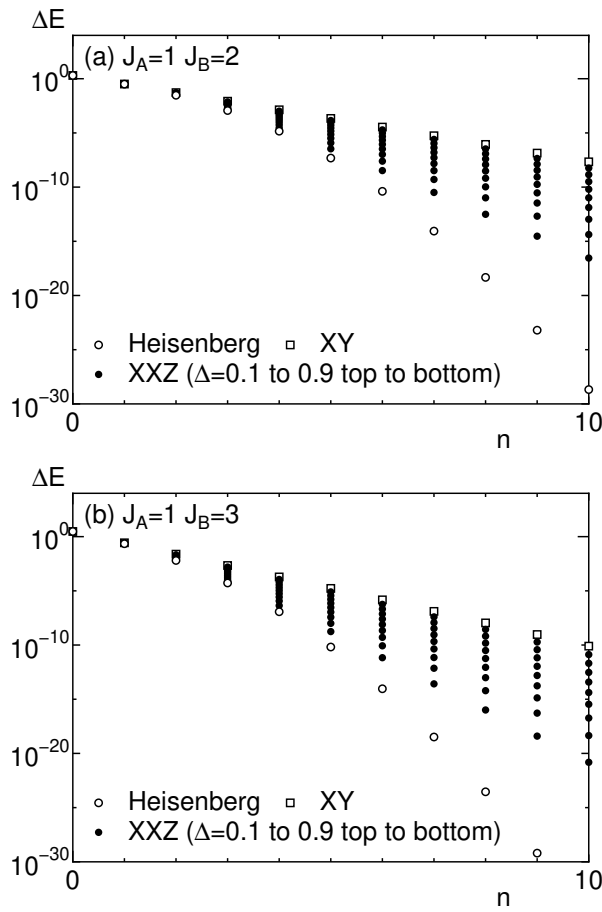 ΔE
(a) J_A=1 J_B=2
10^0
10^-10
10^-20
10^-30
Heisenberg XY
XXZ (Δ=0.1 to 0.9 top to bottom)
0 10
n
ΔE
(b) J_A=1 J_B=3
10^0
10^-10
10^-20
10^-30
Heisenberg XY
XXZ (Δ=0.1 to 0.9 top to bottom)
0 10
n